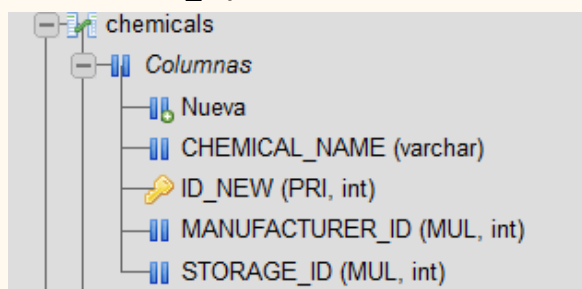 chemicals
Columnas
Nueva
CHEMICAL_NAME (varchar)
ID_NEW (PRI, int)
MANUFACTURER_ID (MUL, int)
STORAGE_ID (MUL, int)